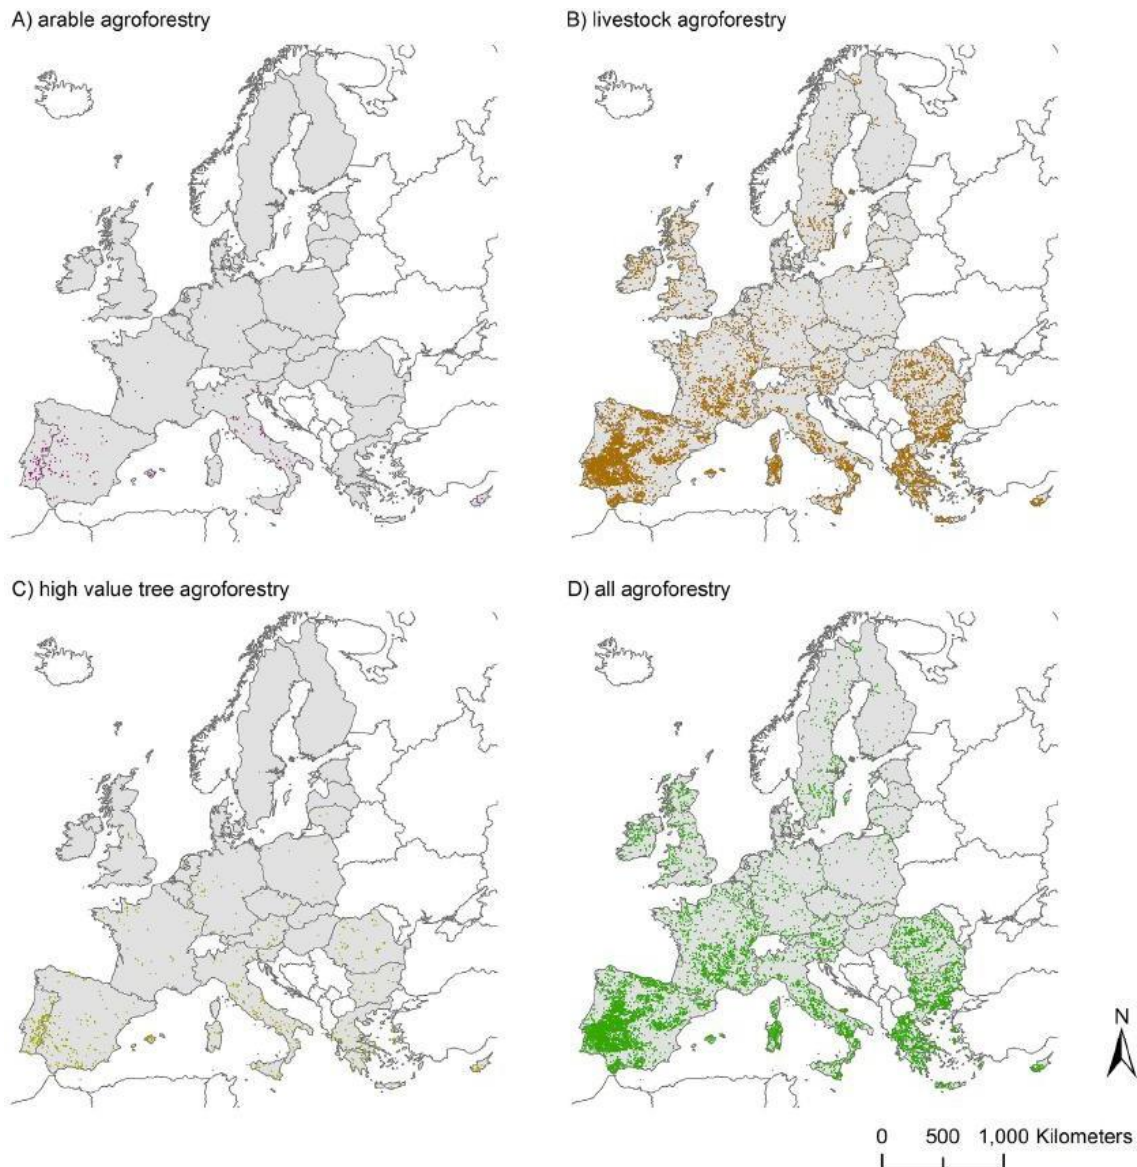 A) arable agroforestry
B) livestock agroforestry
C) high value tree agroforestry
D) all agroforestry
N
0 500 1,000 Kilometers